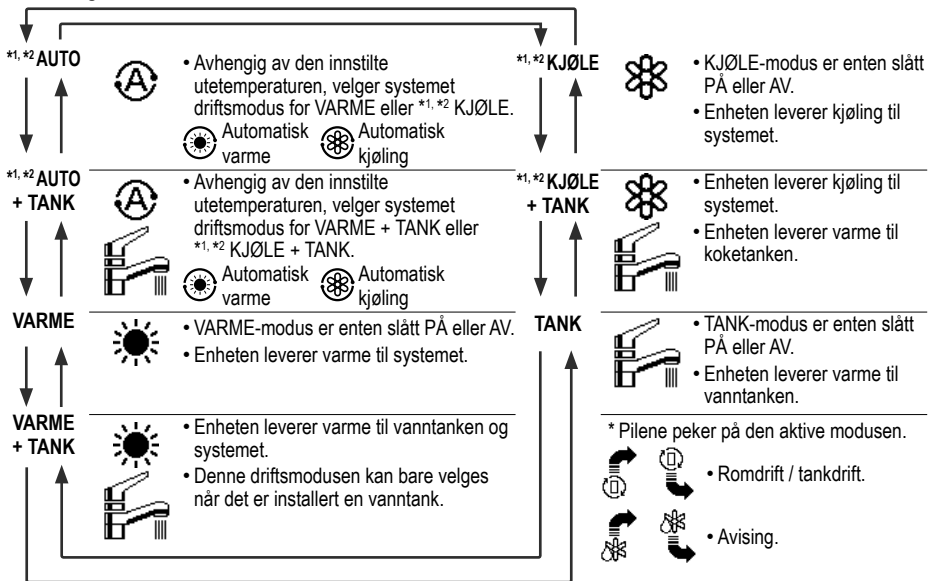 *1, *2 AUTO
• Avhengig av den innstilte
utetemperaturen, velger systemet
driftsmodus for VARME eller *1, *2 KJØLE.
Automatisk
varme
Automatisk
kjøling
*1, *2 AUTO
+ TANK
• Avhengig av den innstilte
utetemperaturen, velger systemet
driftsmodus for VARME + TANK eller
*1, *2 KJØLE + TANK.
Automatisk
varme
Automatisk
kjøling
VARME
• VARME-modus er enten slått PÅ eller AV.
• Enheten leverer varme til systemet.
VARME
+ TANK
• Enheten leverer varme til vanntanken og
systemet.
• Denne driftsmodusen kan bare velges
når det er installert en vanntank.
*1, *2 KJØLE
• KJØLE-modus er enten slått
PÅ eller AV.
• Enheten leverer kjøling til
systemet.
*1, *2 KJØLE
+ TANK
• Enheten leverer kjøling til
systemet.
• Enheten leverer varme til
koketanken.
TANK
• TANK-modus er enten slått
PÅ eller AV.
• Enheten leverer varme til
vanntanken.
* Pilene peker på den aktive modusen.
• Romdrift / tankdrift.
• Avising.